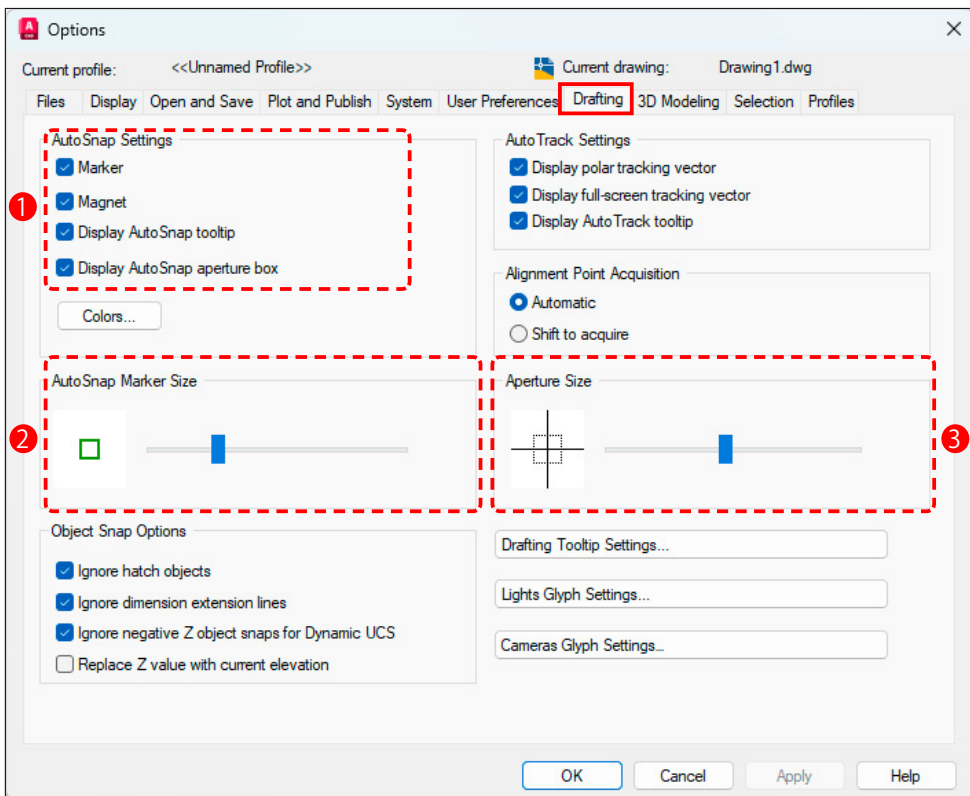 A
CAD
Options
Current profile: <<Unnamed Profile>> Current drawing: Drawing1.dwg
Files Display Open and Save Plot and Publish System User Preferences Drafting 3D Modeling Selection Profiles
AutoSnap Settings
Marker
1
Magnet
Display AutoSnap tooltip
Display AutoSnap aperture box
Colors...
AutoTrack Settings
Display polar tracking vector
Display full-screen tracking vector
Display AutoTrack tooltip
Alignment Point Acquisition
Automatic
Shift to acquire
AutoSnap Marker Size
2
Aperture Size
3
Object Snap Options
Ignore hatch objects
Ignore dimension extension lines
Ignore negative Z object snaps for Dynamic UCS
Replace Z value with current elevation
Drafting Tooltip Settings...
Lights Glyph Settings...
Cameras Glyph Settings...
OK Cancel Apply Help